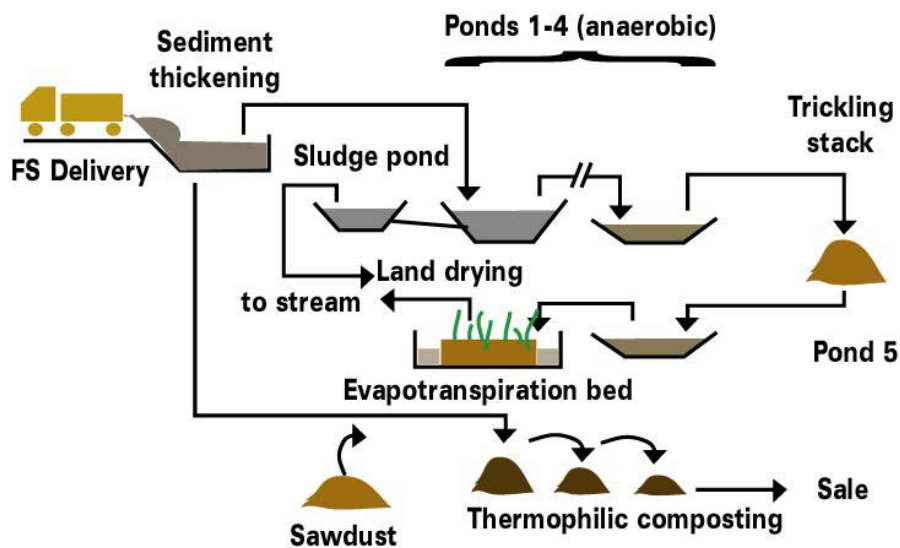 Ponds 1-4 (anaerobic)
Sediment
thickening
Trickling
stack
FS Delivery
Sludge pond
Land drying
to stream
Pond 5
Evapotranspiration bed
Sale
Thermophilic composting
Sawdust